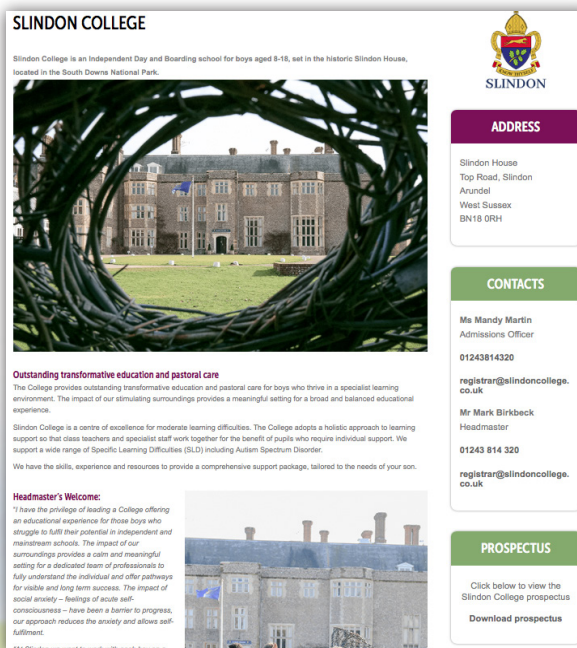 SLINDON COLLEGE
Slindon College is an Independent Day and Boarding school for boys aged 8-18, set in the historic Slindon House,
located in the South Downs National Park.
Outstanding transformative education and pastoral care
The College provides outstanding transformative education and pastoral care for boys who thrive in a specialist learning
environment. The impact of our stimulating surroundings provides a meaningful setting for a broad and balanced educational
experience.
Slindon College is a centre of excellence for moderate learning difficulties. The College adopts a holistic approach to learning
support so that class teachers and specialist staff work together for the benefit of pupils who require individual support. We
support a wide range of Specific Learning Difficulties (SLD) including Autism Spectrum Disorder.
We have the skills, experience and resources to provide a comprehensive support package, tailored to the needs of your son.
Headmaster's Welcome:
"I have the privilege of leading a College offering
an educational experience for those boys who
struggle to fulfil their potential in independent and
mainstream schools. The impact of our
surroundings provides a calm and meaningful
setting for a dedicated team of professionals to
fully understand the individual and offer pathways
for visible and long term success. The impact of
social anxiety – feelings of acute self-
consciousness – have been a barrier to progress,
our approach reduces the anxiety and allows self-
fulfilment.
SLINDON
ADDRESS
Slindon House
Top Road, Slindon
Arundel
West Sussex
BN18 0RH
CONTACTS
Ms Mandy Martin
Admissions Officer
01243814320
registrar@slindoncollege.
co.uk
Mr Mark Birkbeck
Headmaster
01243 814 320
registrar@slindoncollege.
co.uk
PROSPECTUS
Click below to view the
Slindon College prospectus
Download prospectus